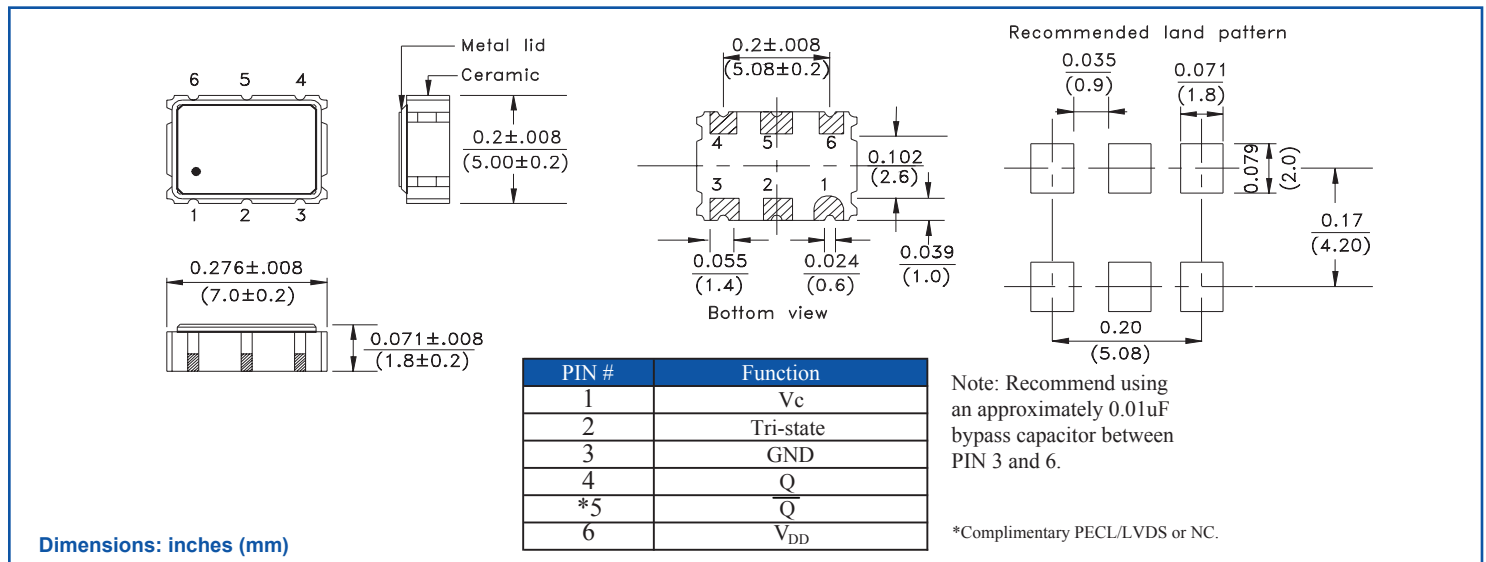 6 5 4
1 2 3
Metal lid
Ceramic
0.2±.008
(5.00±0.2)
0.276±.008
(7.0±0.2)
0.071±.008
(1.8±0.2)
0.2±.008
(5.08±0.2)
4 5 6
3 2 1
0.102
(2.6)
0.055
(1.4)
0.024
(0.6)
0.039
(1.0)
Bottom view
Recommended land pattern
0.035
(0.9)
0.071
(1.8)
0.079
(2.0)
0.17
(4.20)
0.20
(5.08)
PIN # Function
1 Vc
2 Tri-state
3 GND
4 Q
*5 Q̅
6 VDD
Note: Recommend using
an approximately 0.01uF
bypass capacitor between
PIN 3 and 6.
*Complimentary PECL/LVDS or NC.
Dimensions: inches (mm)